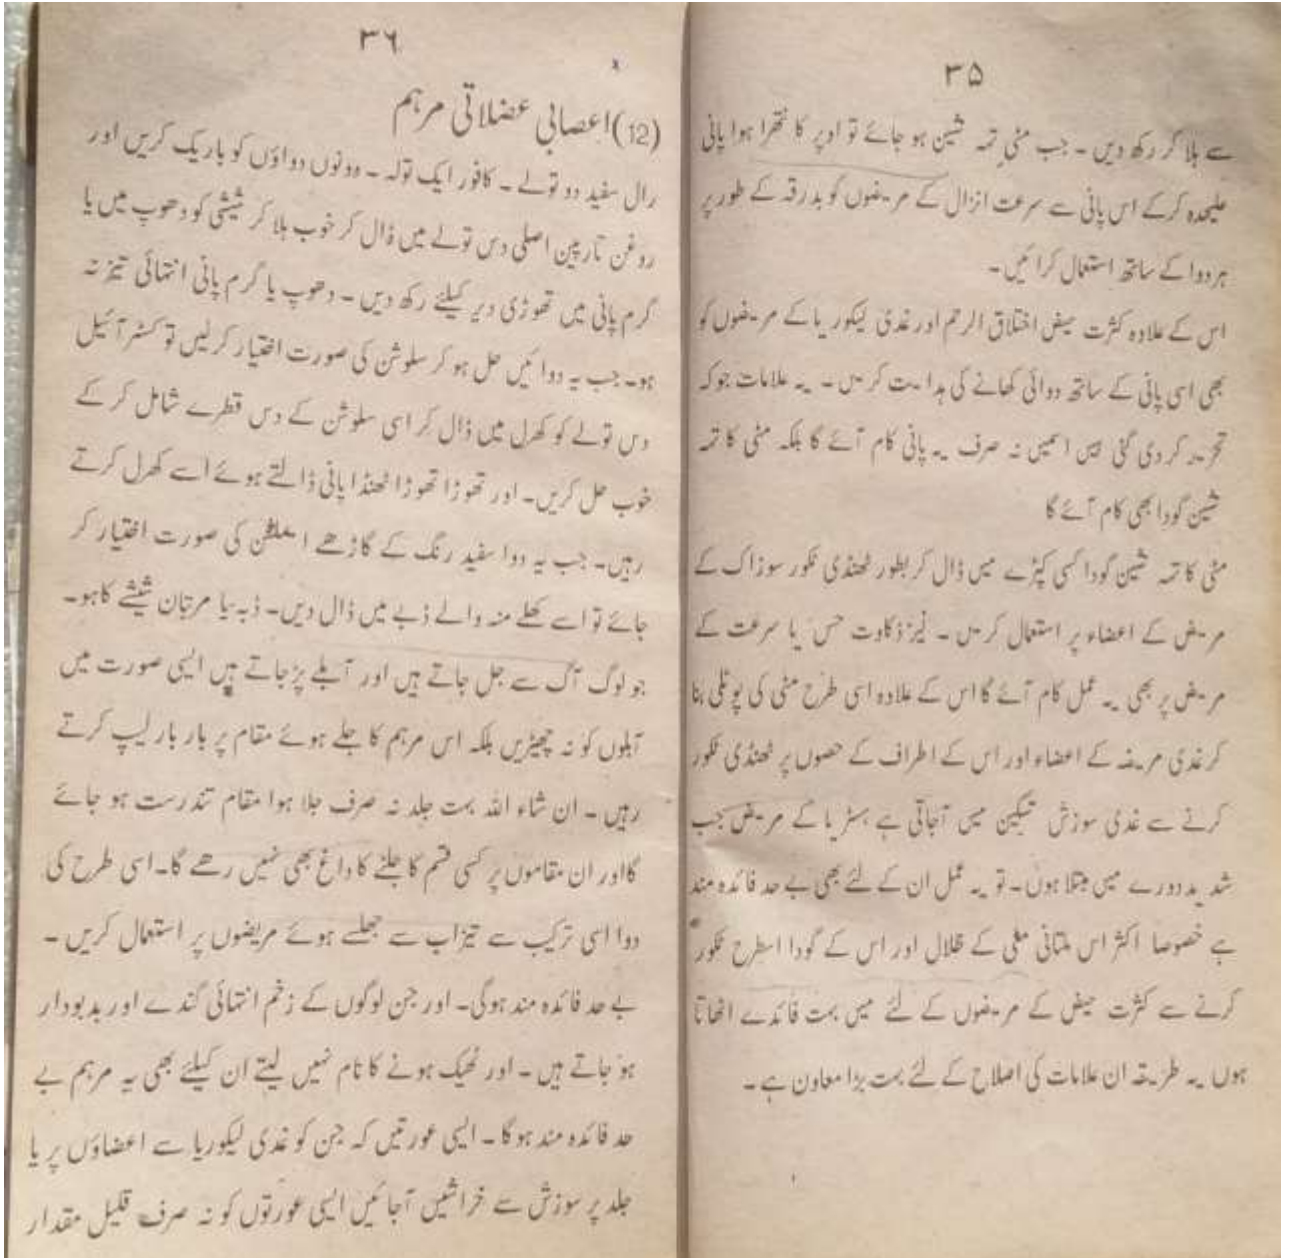 ۳۵
سے ہلا کر رکھ دیں ۔ جب مٹی تہہ نشین ہو جائے تو اوپر کا نتھرا ہوا پانی
علیحدہ کرکے اس پانی سے سرعت انزال کے مریضوں کو بدرقہ کے طور پر
ہر دوا کے ساتھ استعمال کرائیں۔
اس کے علاوہ کثرت حیض اختلاق الرحم اور غدی لیکوریا کے مریضوں کو
بھی اسی پانی کے ساتھ دوائی کھانے کی ہدایت کریں ۔ یہ علامات جو کہ
تحریر کر دی گئی ہیں اسمیں نہ صرف یہ پانی کام آئے گا بلکہ مٹی کا تہہ
نشین گودا بھی کام آئے گا
مٹی کا تہہ نشین گودا کسی کپڑے میں ڈال کر بطور ٹھنڈی ٹکور سوزاک کے
مریض کے اعضاء پر استعمال کریں ۔ نیز ذکاوت حس یا سرعت کے
مریض پر بھی یہ عمل کام آئے گا اس کے علاوہ اسی طرح مٹی کی پوٹلی بنا
کر غدی مریضہ کے اعضاء اور اس کے اطراف کے حصوں پر ٹھنڈی ٹکور
کرنے سے غدی سوزش تسکین میں آجاتی ہے ہسٹریا کے مریض جب
شدید دورے میں مبتلا ہوں۔ تو یہ عمل ان کے لئے بھی بے حد فائدہ مند
ہے خصوصا اکثر اس ملتانی مٹی کے ظلال اور اس کے گودا اسطرح ٹکور
کرنے سے کثرت حیض کے مریضوں کے لئے میں بہت فائدے اٹھاتا
ہوں یہ طریقہ ان علامات کی اصلاح کے لئے بہت بڑا معاون ہے۔
۳۶
(12) اعصابی عضلاتی مرہم
رال سفید دو تولے ۔ کافور ایک تولہ ۔ دونوں دواؤں کو باریک کریں اور
روغن تارپین اصلی دس تولے میں ڈال کر خوب ہلا کر شیشی کو دھوپ میں یا
گرم پانی میں تھوڑی دیر کیلئے رکھ دیں ۔ دھوپ یا گرم پانی انتہائی تیز نہ
ہو۔ جب یہ دوائیں حل ہو کر سلوشن کی صورت اختیار کرلیں تو کسٹر آئیل
دس تولے کو کھرل میں ڈال کر اسی سلوشن کے دس قطرے شامل کر کے
خوب حل کریں۔ اور تھوڑا تھوڑا ٹھنڈا پانی ڈالتے ہوئے اسے کھرل کرتے
رہیں۔ جب یہ دوا سفید رنگ کے گاڑھے ایملشن کی صورت اختیار کر
جائے تو اسے کھلے منہ والے ڈبے میں ڈال دیں۔ ڈبہ یا مرتبان شیشے کا ہو۔
جو لوگ آگ سے جل جاتے ہیں اور آبلے پڑ جاتے ہیں ایسی صورت میں
آبلوں کو نہ چھیڑیں بلکہ اس مرہم کا جلے ہوئے مقام پر بار بار لیپ کرتے
رہیں ۔ ان شاء اللہ بہت جلد نہ صرف جلا ہوا مقام تندرست ہو جائے
گا اور ان مقاموں پر کسی قسم کا جلنے کا داغ بھی نہیں رہے گا۔ اسی طرح کی
دوا اسی ترکیب سے تیزاب سے جھلسے ہوئے مریضوں پر استعمال کریں ۔
بے حد فائدہ مند ہوگی۔ اور جن لوگوں کے زخم انتہائی گندے اور بدبودار
ہو جاتے ہیں ۔ اور ٹھیک ہونے کا نام نہیں لیتے ان کیلئے بھی یہ مرہم بے
حد فائدہ مند ہوگا ۔ ایسی عورتیں کہ جن کو غدی لیکوریا سے اعضاؤں پر یا
جلد پر سوزش سے خراشیں آجائیں ایسی عورتوں کو نہ صرف قلیل مقدار